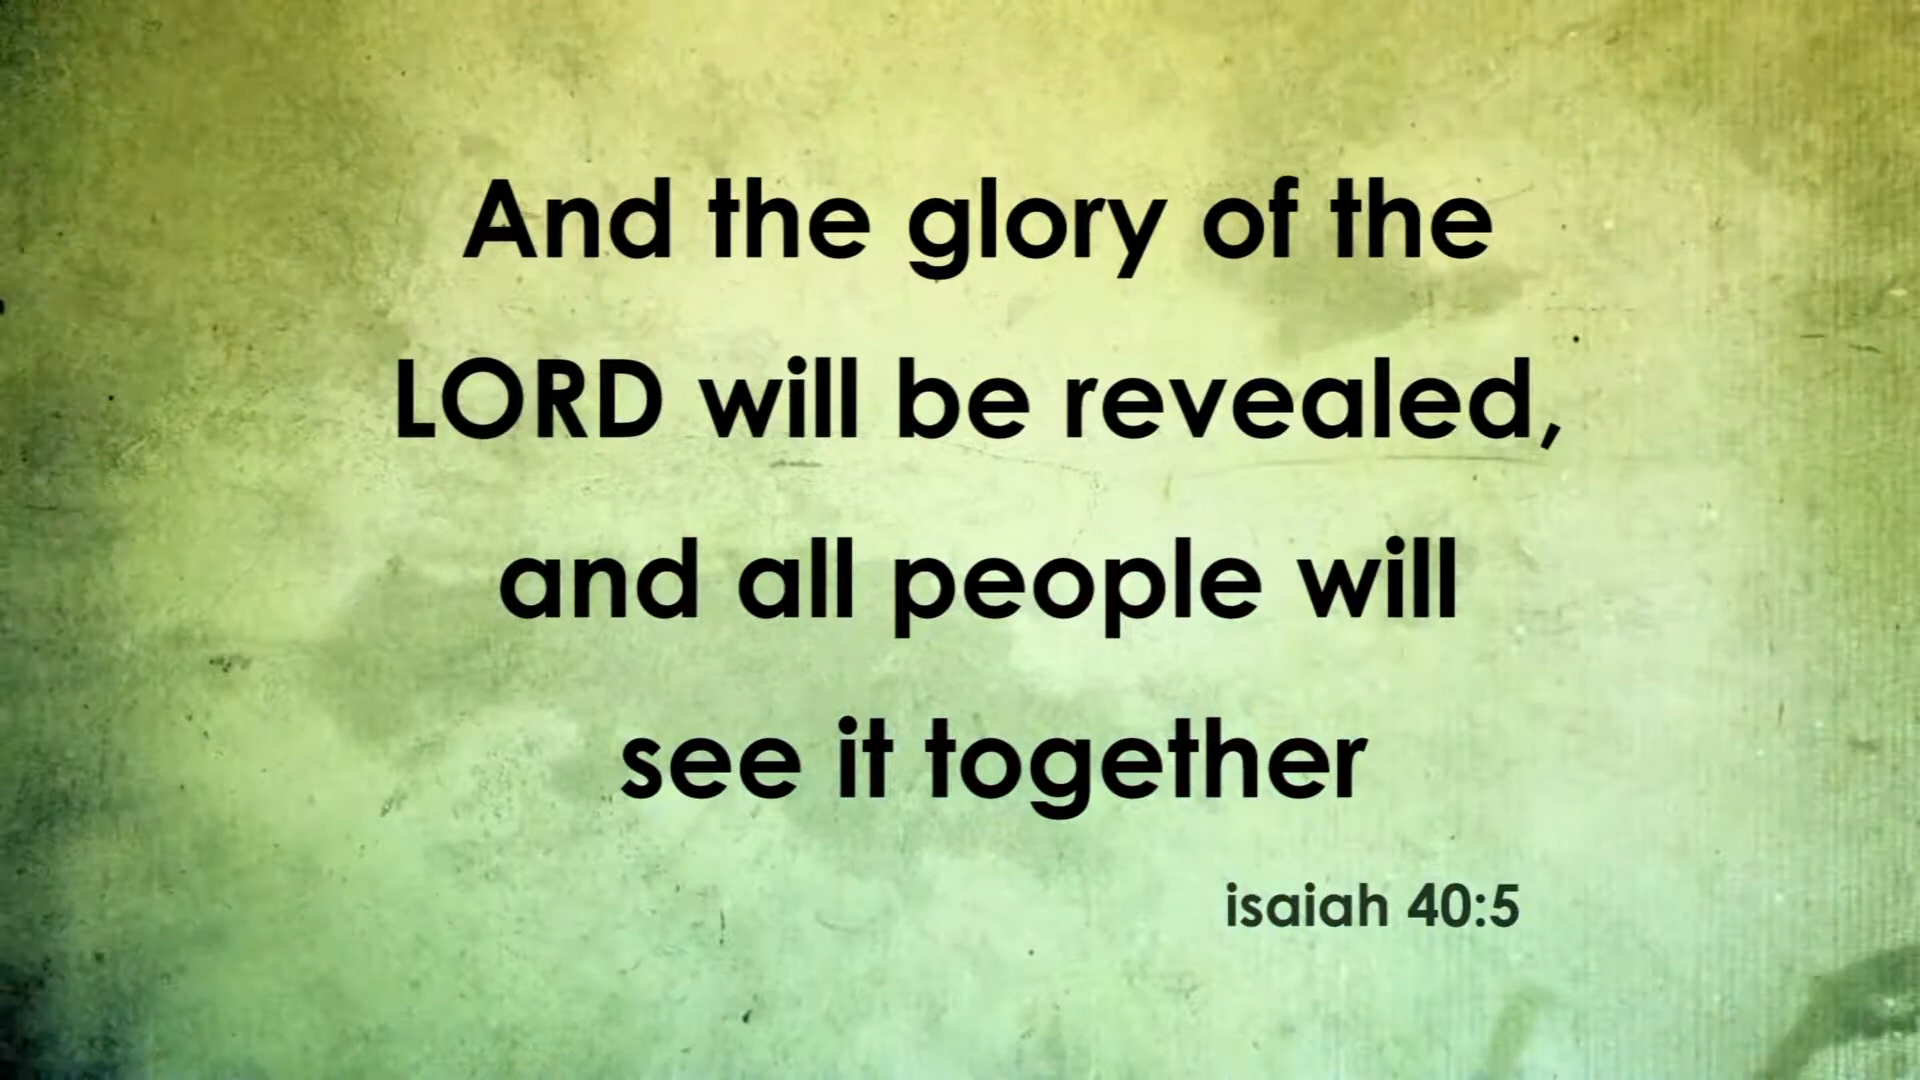 And the glory of the
LORD will be revealed,
and all people will
see it together
isaiah 40:5